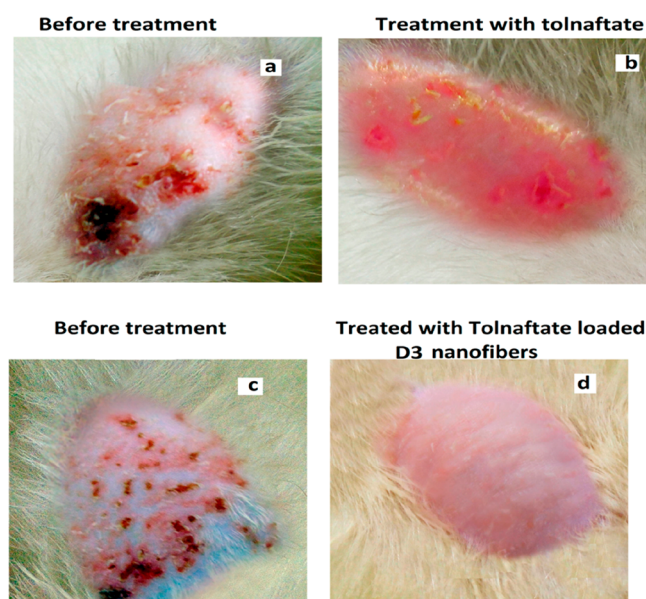 Before treatment
Treatment with tolnaftate
a
b
Before treatment
Treated with Tolnaftate loaded
D3 nanofibers
c
d